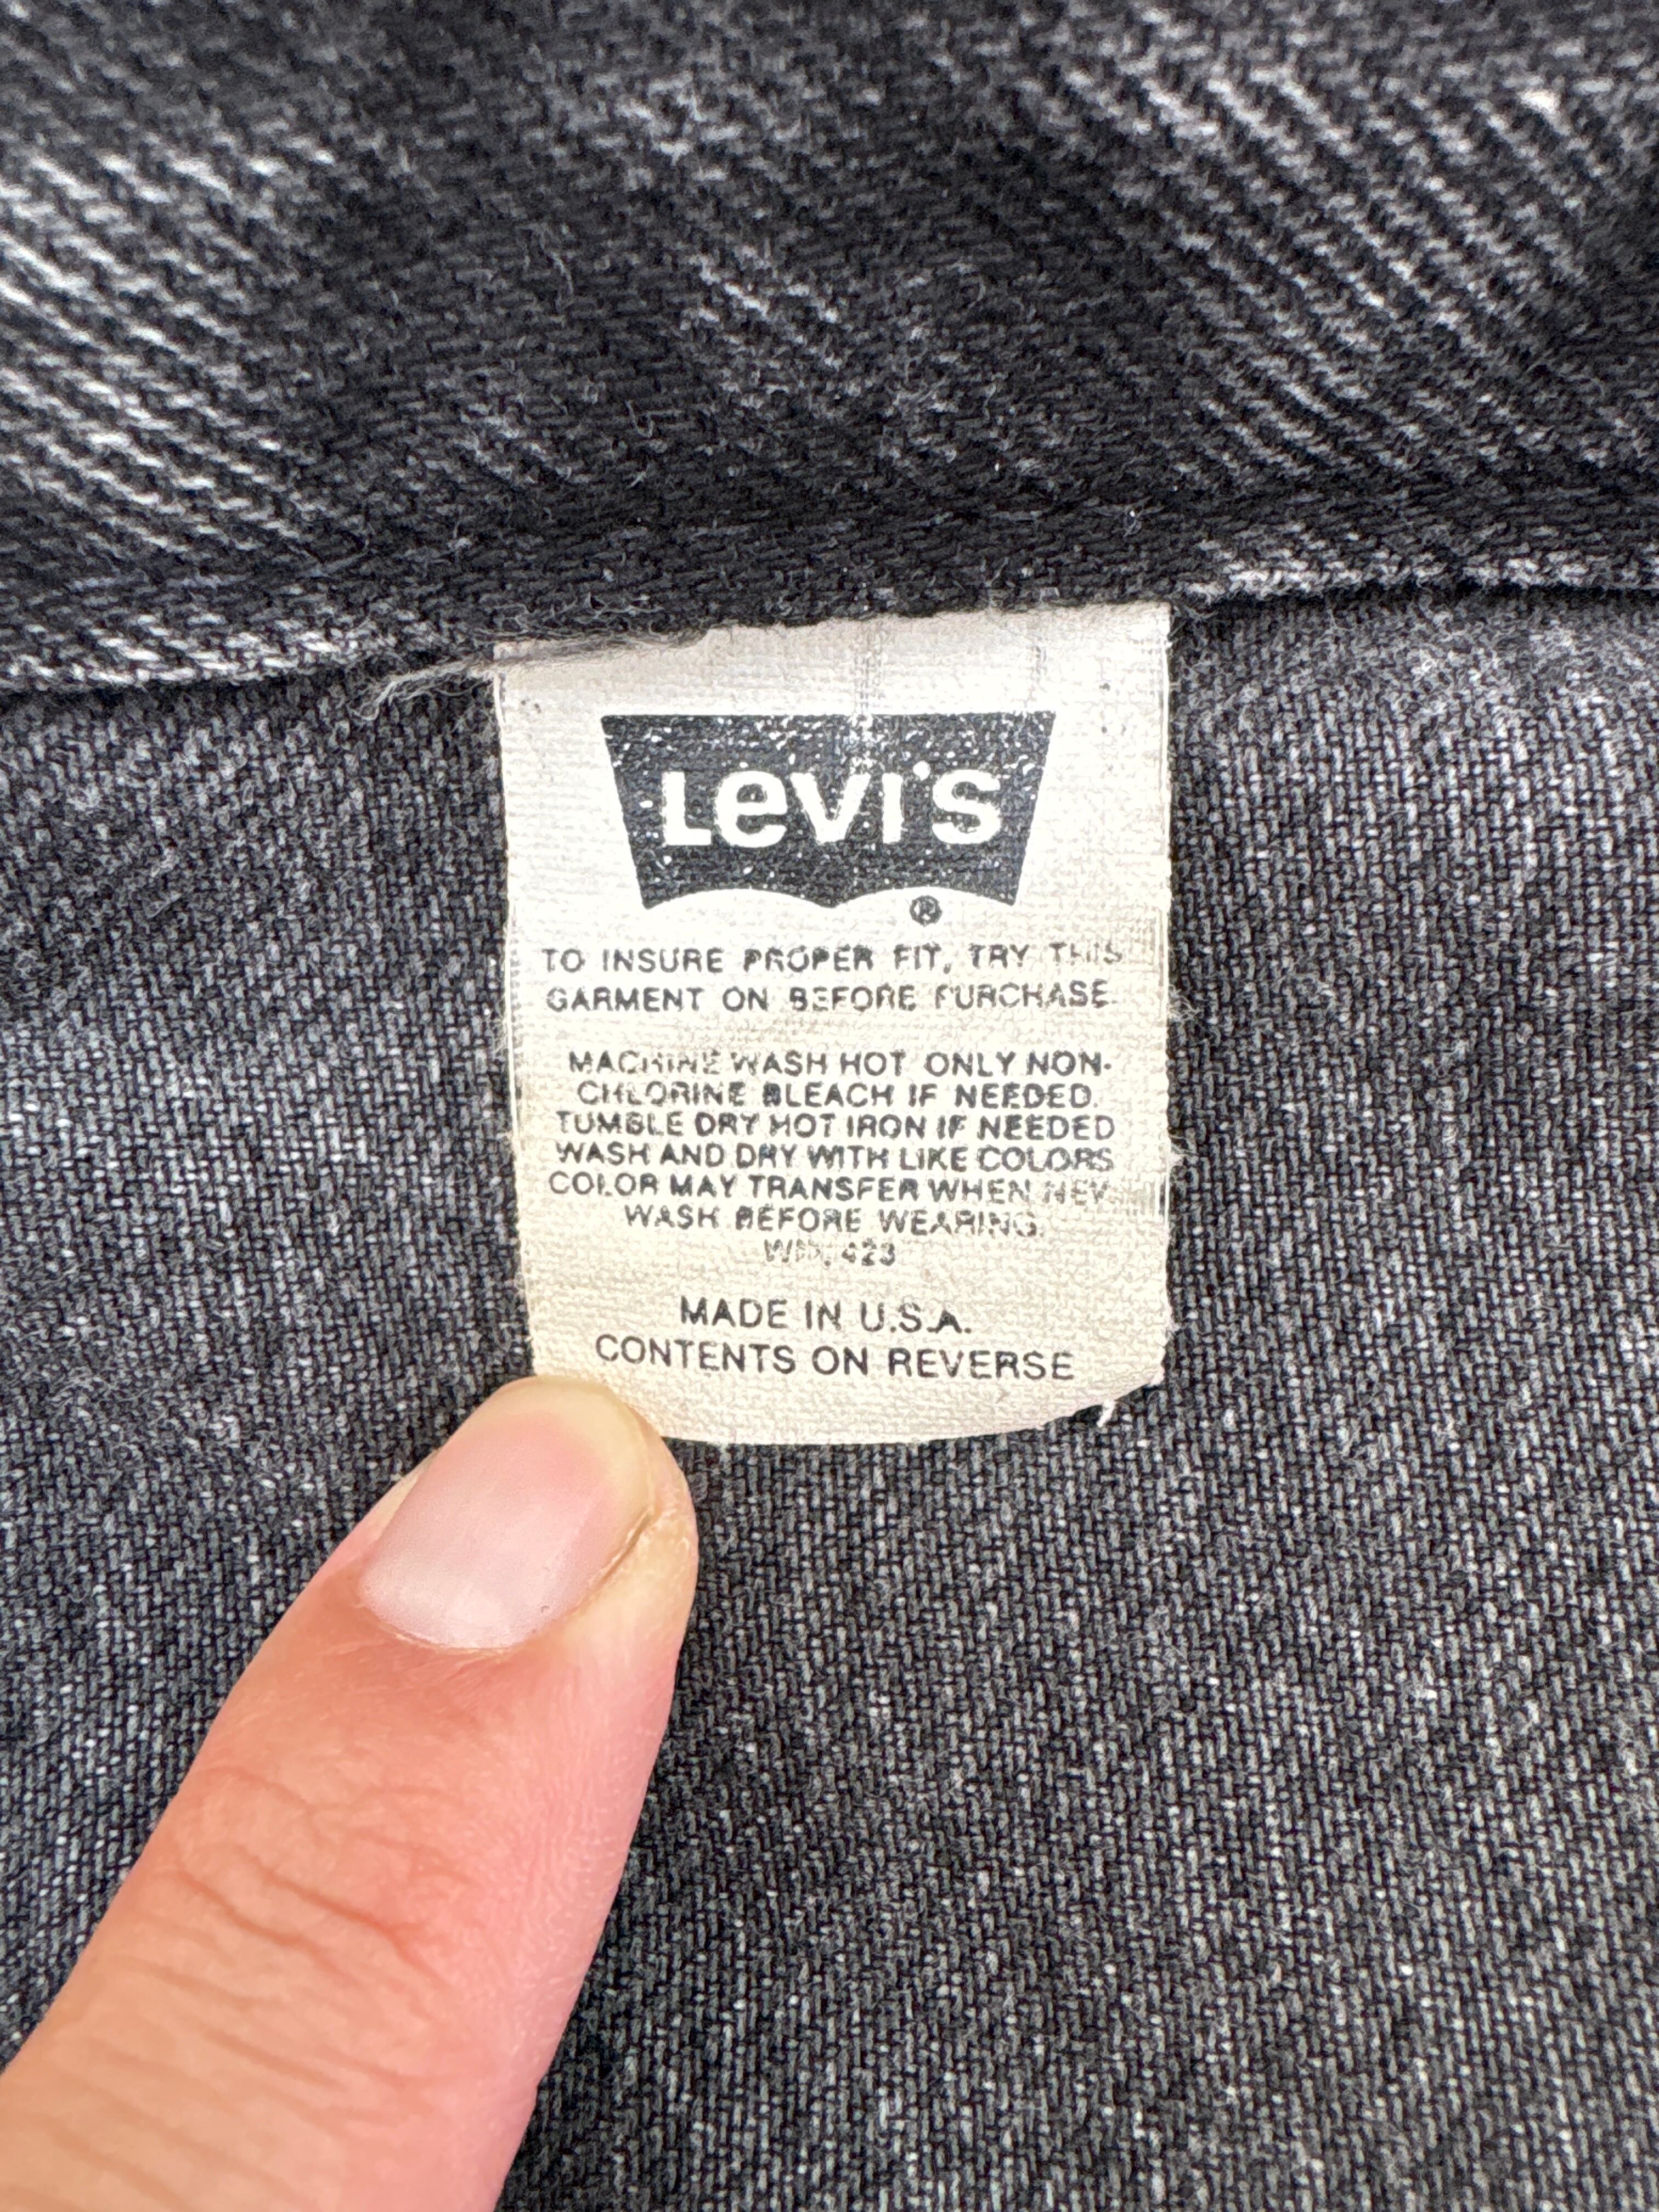 Levi's
®
TO INSURE PROPER FIT, TRY THIS
GARMENT ON BEFORE PURCHASE.
MACHINE WASH HOT ONLY NON-
CHLORINE BLEACH IF NEEDED.
TUMBLE DRY HOT IRON IF NEEDED
WASH AND DRY WITH LIKE COLORS
COLOR MAY TRANSFER WHEN NEW.
WASH BEFORE WEARING.
423
MADE IN U.S.A.
CONTENTS ON REVERSE